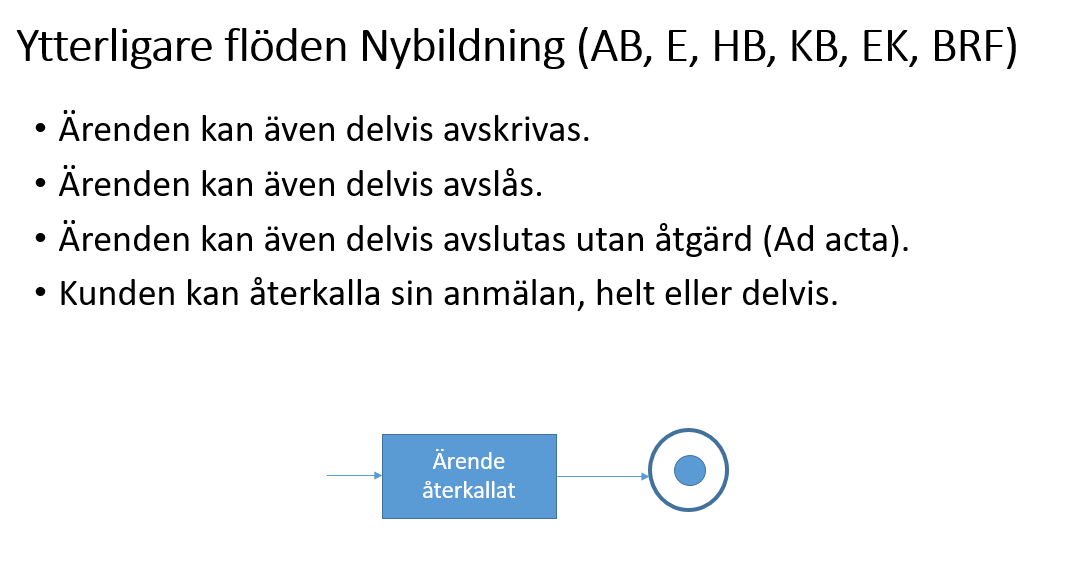 Ytterligare flöden Nybildning (AB, E, HB, KB, EK, BRF)
• Ärenden kan även delvis avskrivas.
• Ärenden kan även delvis avslås.
• Ärenden kan även delvis avslutas utan åtgärd (Ad acta).
• Kunden kan återkalla sin anmälan, helt eller delvis.
Ärende
återkallat